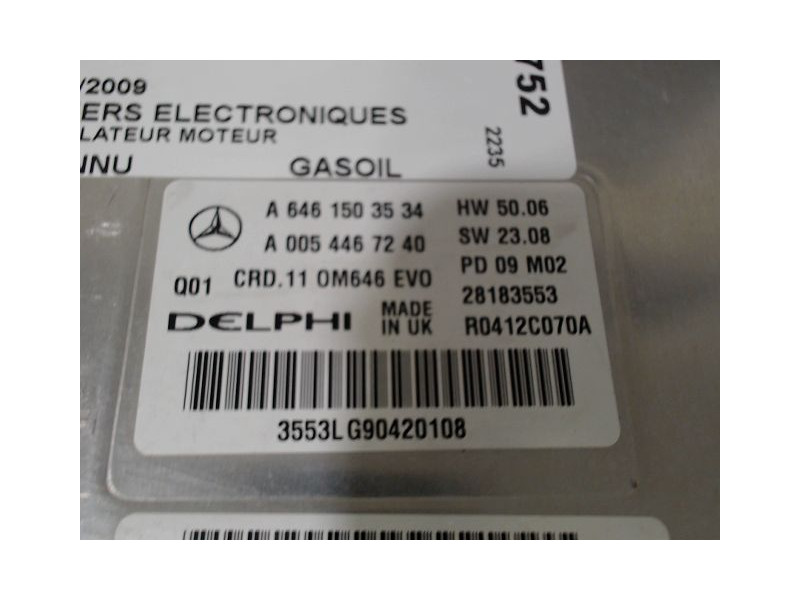 /2009
752
ERS ELECTRONIQUES
LATEUR MOTEUR
2235
NNU GASOIL
A 646 150 35 34 HW 50.06
A 005 446 72 40 SW 23.08
Q01 CRD.11 OM646 EVO PD 09 M02
28183553
DELPHI MADE IN UK R0412C070A
3553LG90420108